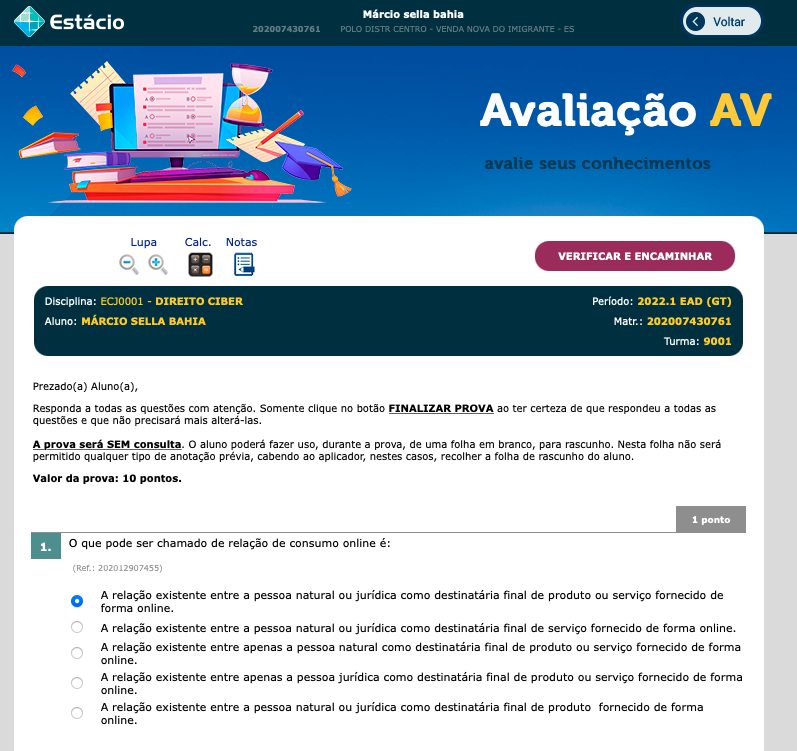 Estácio
Márcio sella bahia
202007430761 POLO DISTR CENTRO - VENDA NOVA DO IMIGRANTE - ES
Voltar
Avaliação AV
avalie seus conhecimentos
Lupa Calc. Notas
VERIFICAR E ENCAMINHAR
Disciplina: ECJ0001 - DIREITO CIBER
Período: 2022.1 EAD (GT)
Aluno: MÁRCIO SELLA BAHIA
Matr.: 202007430761
Turma: 9001
Prezado(a) Aluno(a),
Responda a todas as questões com atenção. Somente clique no botão FINALIZAR PROVA ao ter certeza de que respondeu a todas as
questões e que não precisará mais alterá-las.
A prova será SEM consulta. O aluno poderá fazer uso, durante a prova, de uma folha em branco, para rascunho. Nesta folha não será
permitido qualquer tipo de anotação prévia, cabendo ao aplicador, nestes casos, recolher a folha de rascunho do aluno.
Valor da prova: 10 pontos.
1 ponto
1. O que pode ser chamado de relação de consumo online é:
(Ref.: 202012907455)
A relação existente entre a pessoa natural ou jurídica como destinatária final de produto ou serviço fornecido de
forma online.
A relação existente entre a pessoa natural ou jurídica como destinatária final de serviço fornecido de forma online.
A relação existente entre apenas a pessoa natural como destinatária final de produto ou serviço fornecido de forma
online.
A relação existente entre apenas a pessoa jurídica como destinatária final de produto ou serviço fornecido de forma
online.
A relação existente entre a pessoa natural ou jurídica como destinatária final de produto fornecido de forma
online.